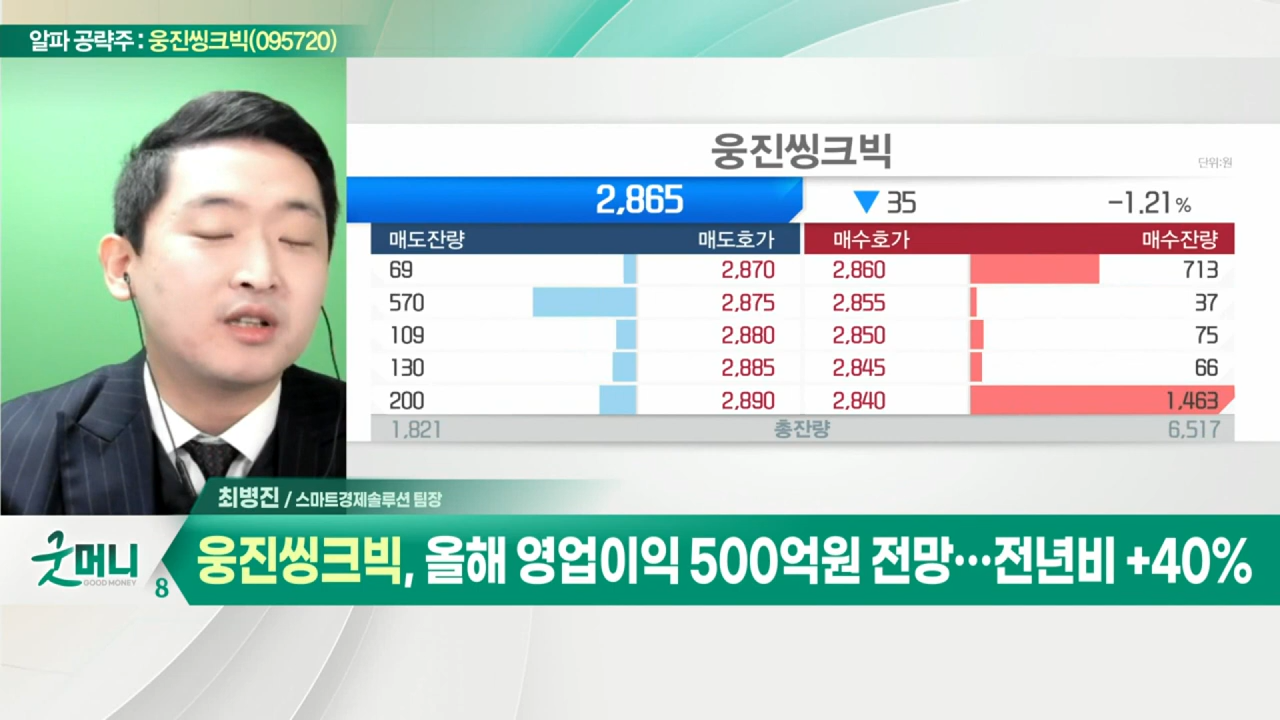 알파 공략주 : 웅진씽크빅(095720)
웅진씽크빅
단위:원
2,865 ▼ 35 -1.21%
매도잔량 매도호가 매수호가 매수잔량
69 2,870 2,860 713
570 2,875 2,855 37
109 2,880 2,850 75
130 2,885 2,845 66
200 2,890 2,840 1,463
1,821 총잔량 6,517
최병진 / 스마트경제솔루션 팀장
굿머니
GOOD MONEY
8
웅진씽크빅, 올해 영업이익 500억원 전망…전년비 +40%